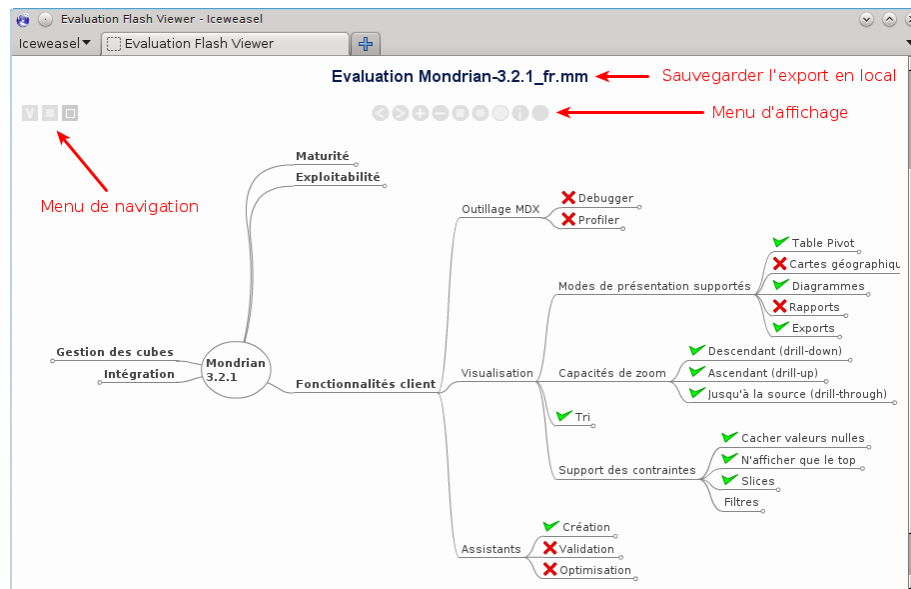 Evaluation Flash Viewer - Iceweasel
Iceweasel
Evaluation Flash Viewer
Evaluation Mondrian-3.2.1_fr.mm
Sauvegarder l'export en local
Menu d'affichage
Menu de navigation
Maturité
Exploitabilité
Gestion des cubes
Intégration
Mondrian
3.2.1
Fonctionnalités client
Outillage MDX
Debugger
Profiler
Visualisation
Modes de présentation supportés
Table Pivot
Cartes géographiqu
Diagrammes
Rapports
Exports
Capacités de zoom
Descendant (drill-down)
Ascendant (drill-up)
Jusqu'à la source (drill-through)
Tri
Support des contraintes
Cacher valeurs nulles
N'afficher que le top
Slices
Filtres
Assistants
Création
Validation
Optimisation